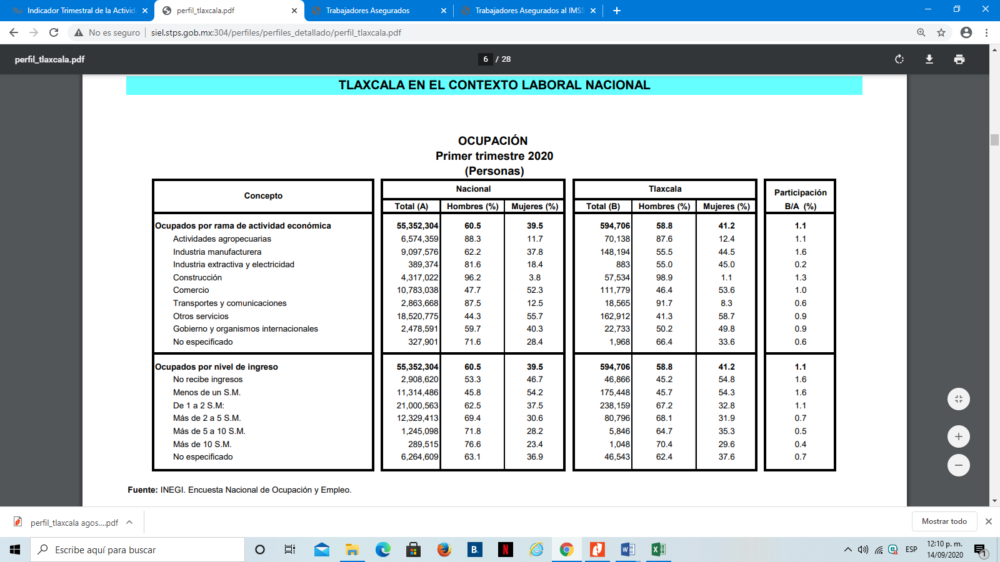 Indicador Trimestral de la Activid
perfil_tlaxcala.pdf
Trabajadores Asegurados
Trabajadores Asegurados al IMSS
No es seguro
siel.stps.gob.mx:304/perfiles/perfiles_detallado/perfil_tlaxcala.pdf
perfil_tlaxcala.pdf
6 / 28
TLAXCALA EN EL CONTEXTO LABORAL NACIONAL
OCUPACIÓN
Primer trimestre 2020
(Personas)
Concepto Nacional Tlaxcala Participación
Total (A) Hombres (%) Mujeres (%) Total (B) Hombres (%) Mujeres (%) B/A (%)
Ocupados por rama de actividad económica 55,352,304 60.5 39.5 594,706 58.8 41.2 1.1
Actividades agropecuarias 6,574,359 88.3 11.7 70,138 87.6 12.4 1.1
Industria manufacturera 9,097,576 62.2 37.8 148,194 55.5 44.5 1.6
Industria extractiva y electricidad 389,374 81.6 18.4 883 55.0 45.0 0.2
Construcción 4,317,022 96.2 3.8 57,534 98.9 1.1 1.3
Comercio 10,783,038 47.7 52.3 111,779 46.4 53.6 1.0
Transportes y comunicaciones 2,863,668 87.5 12.5 18,565 91.7 8.3 0.6
Otros servicios 18,520,775 44.3 55.7 162,912 41.3 58.7 0.9
Gobierno y organismos internacionales 2,478,591 59.7 40.3 22,733 50.2 49.8 0.9
No especificado 327,901 71.6 28.4 1,968 66.4 33.6 0.6
Ocupados por nivel de ingreso 55,352,304 60.5 39.5 594,706 58.8 41.2 1.1
No recibe ingresos 2,908,620 53.3 46.7 46,866 45.2 54.8 1.6
Menos de un S.M. 11,314,486 45.8 54.2 175,448 45.7 54.3 1.6
De 1 a 2 S.M: 21,000,563 62.5 37.5 238,159 67.2 32.8 1.1
Más de 2 a 5 S.M. 12,329,413 69.4 30.6 80,796 68.1 31.9 0.7
Más de 5 a 10 S.M. 1,245,098 71.8 28.2 5,846 64.7 35.3 0.5
Más de 10 S.M. 289,515 76.6 23.4 1,048 70.4 29.6 0.4
No especificado 6,264,609 63.1 36.9 46,543 62.4 37.6 0.7
Fuente: INEGI. Encuesta Nacional de Ocupación y Empleo.
perfil_tlaxcala agos....pdf
Mostrar todo
Escribe aquí para buscar
B.
N
ESP
12:10 p. m.
14/09/2020
1